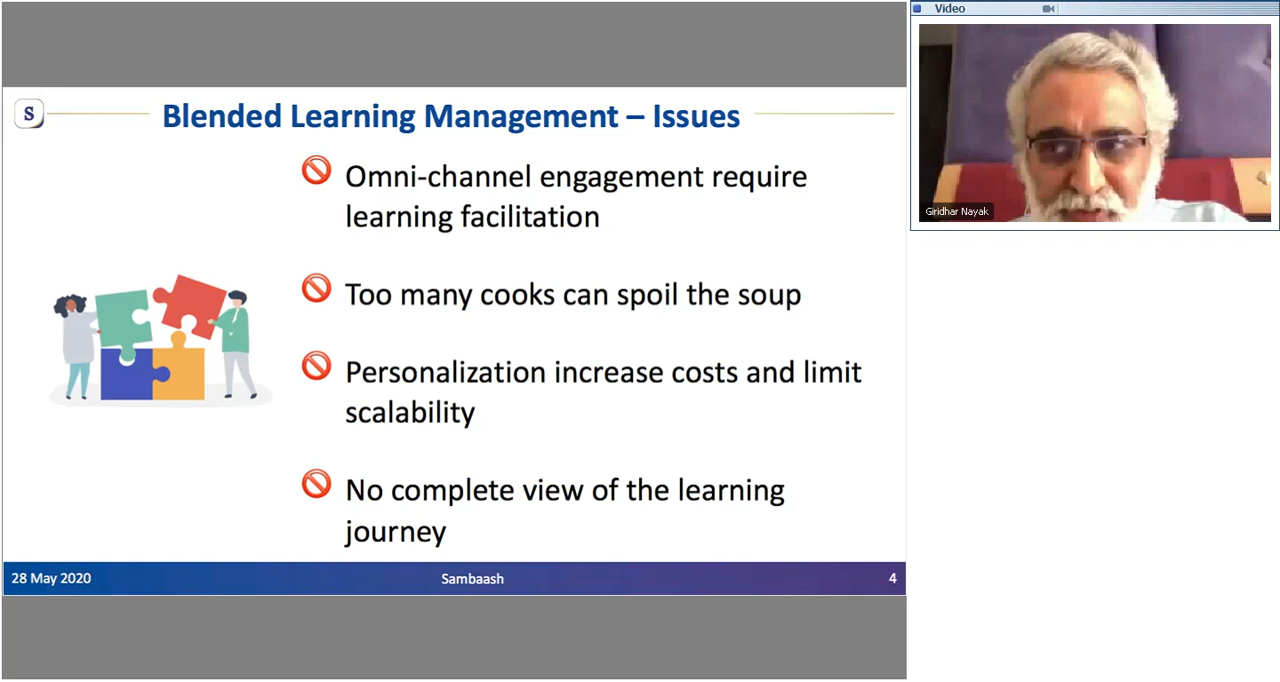 Video
S
Blended Learning Management – Issues
Omni-channel engagement require
learning facilitation
Too many cooks can spoil the soup
Personalization increase costs and limit
scalability
No complete view of the learning
journey
28 May 2020
Sambaash
4
Giridhar Nayak